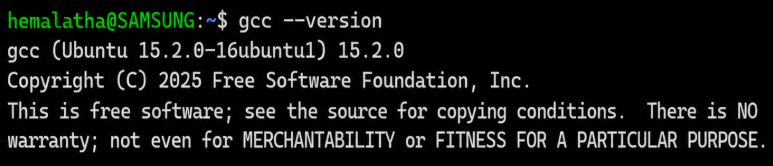 hemalatha@SAMSUNG:~$ gcc --version
gcc (Ubuntu 15.2.0-16ubuntu1) 15.2.0
Copyright (C) 2025 Free Software Foundation, Inc.
This is free software; see the source for copying conditions.  There is NO
warranty; not even for MERCHANTABILITY or FITNESS FOR A PARTICULAR PURPOSE.